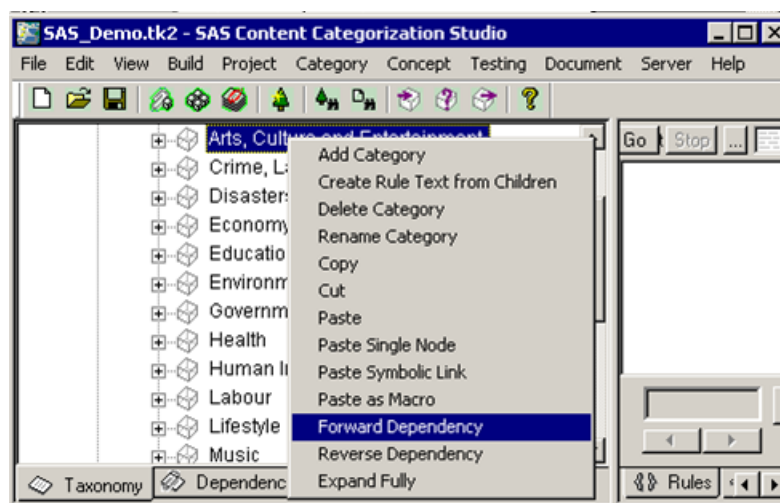 SAS_Demo.tk2 - SAS Content Categorization Studio
File Edit View Build Project Category Concept Testing Document Server Help
Go Stop ...
Arts, Culture and Entertainment
Crime, L
Disaster
Economy
Educatio
Environm
Governm
Health
Human I
Labour
Lifestyle
Music
Add Category
Create Rule Text from Children
Delete Category
Rename Category
Copy
Cut
Paste
Paste Single Node
Paste Symbolic Link
Paste as Macro
Forward Dependency
Reverse Dependency
Expand Fully
Taxonomy Dependenc Rules